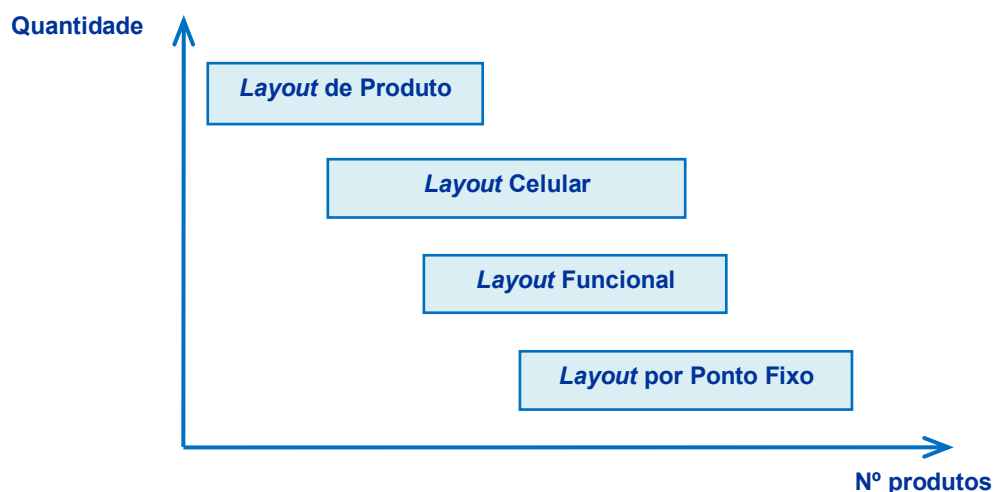 Quantidade
Layout de Produto
Layout Celular
Layout Funcional
Layout por Ponto Fixo
Nº produtos